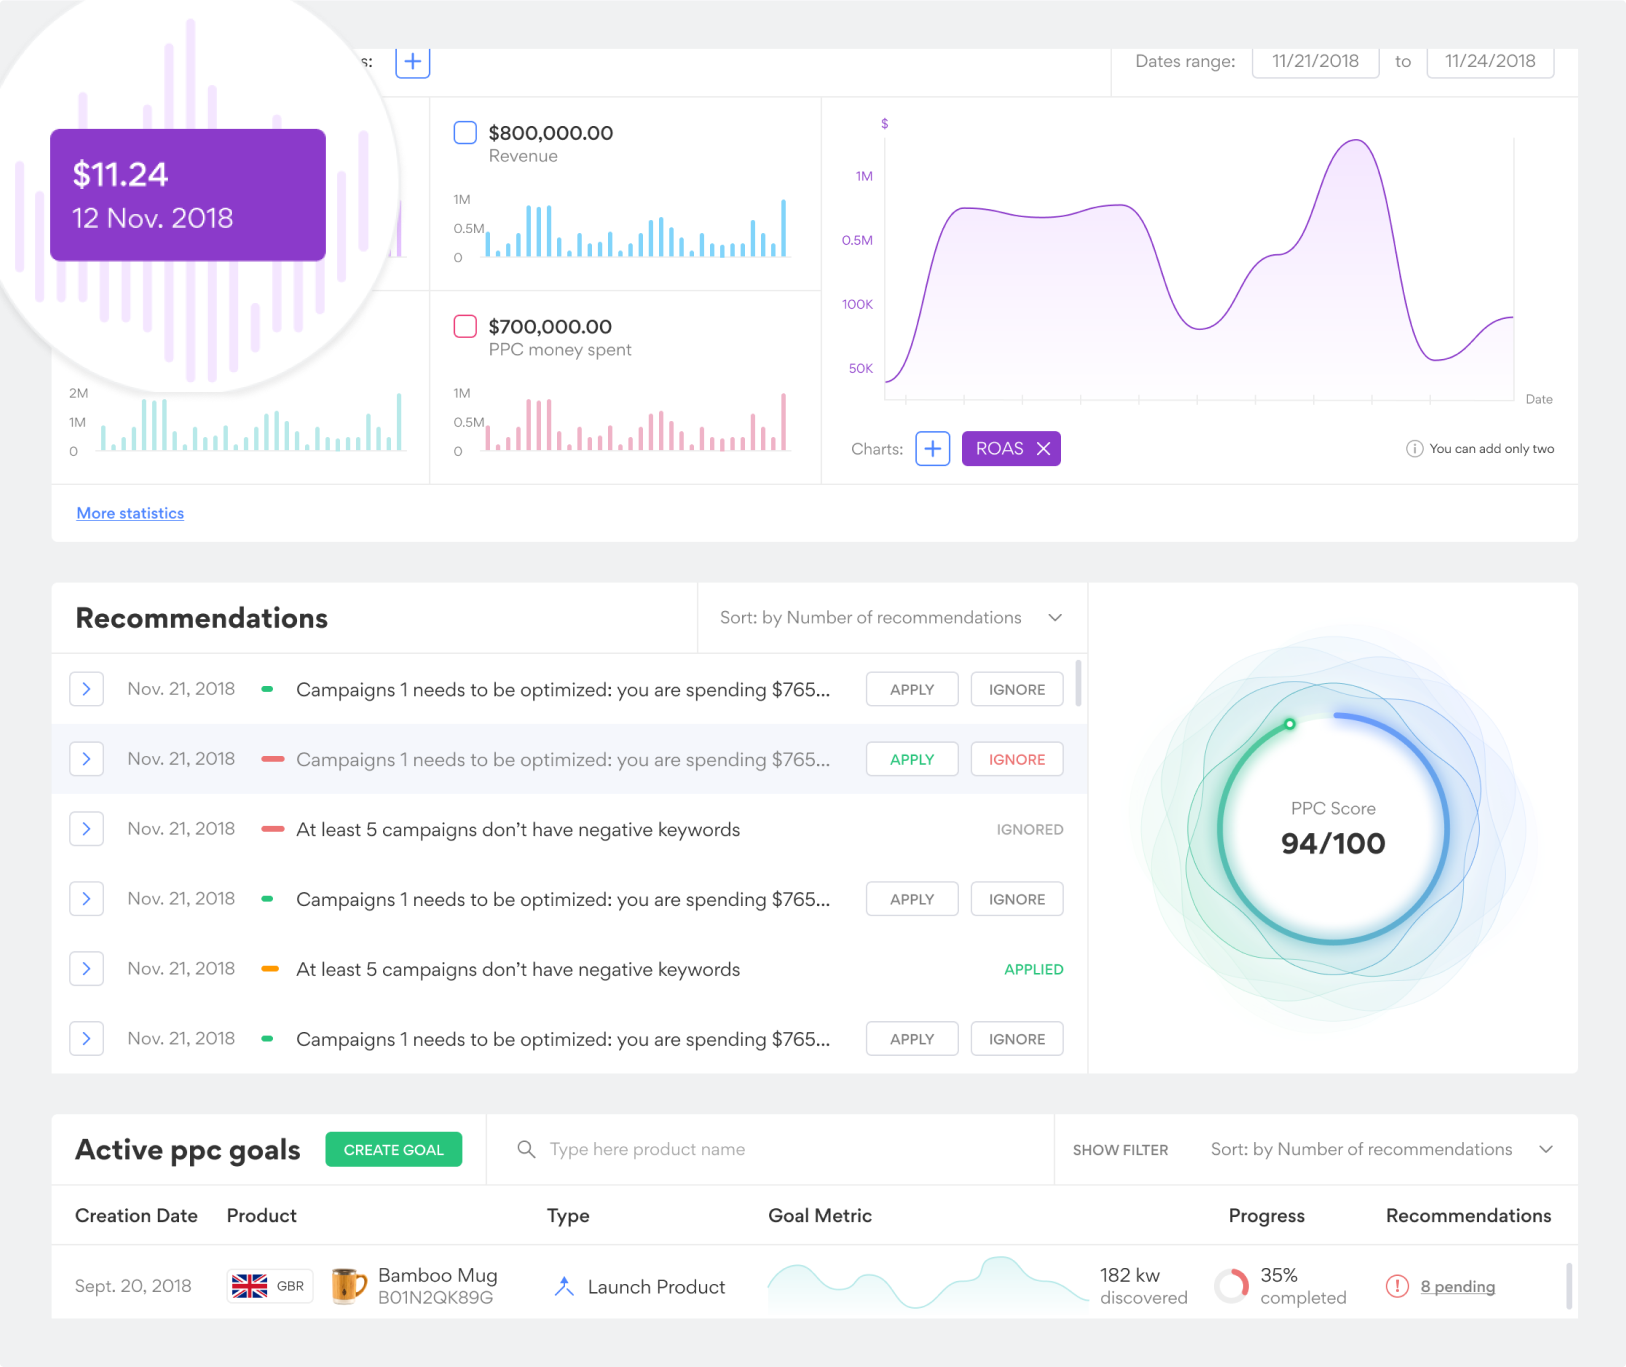 s:
+
Dates range: 11/21/2018 to 11/24/2018
$11.24
12 Nov. 2018
$800,000.00
Revenue
1M
0.5M
0
$700,000.00
PPC money spent
1M
0.5M
0
2M
1M
0
$
1M
0.5M
100K
50K
Date
Charts: + ROAS
You can add only two
More statistics
Recommendations
Sort: by Number of recommendations
Nov. 21, 2018 Campaigns 1 needs to be optimized: you are spending $765... APPLY IGNORE
Nov. 21, 2018 Campaigns 1 needs to be optimized: you are spending $765... APPLY IGNORE
Nov. 21, 2018 At least 5 campaigns don’t have negative keywords IGNORED
Nov. 21, 2018 Campaigns 1 needs to be optimized: you are spending $765... APPLY IGNORE
Nov. 21, 2018 At least 5 campaigns don’t have negative keywords APPLIED
Nov. 21, 2018 Campaigns 1 needs to be optimized: you are spending $765... APPLY IGNORE
PPC Score
94/100
Active ppc goals
CREATE GOAL
Type here product name
SHOW FILTER
Sort: by Number of recommendations
Creation Date Product Type Goal Metric Progress Recommendations
Sept. 20, 2018
GBR
Bamboo Mug
B01N2QK89G
Launch Product
182 kw
discovered
35%
completed
8 pending